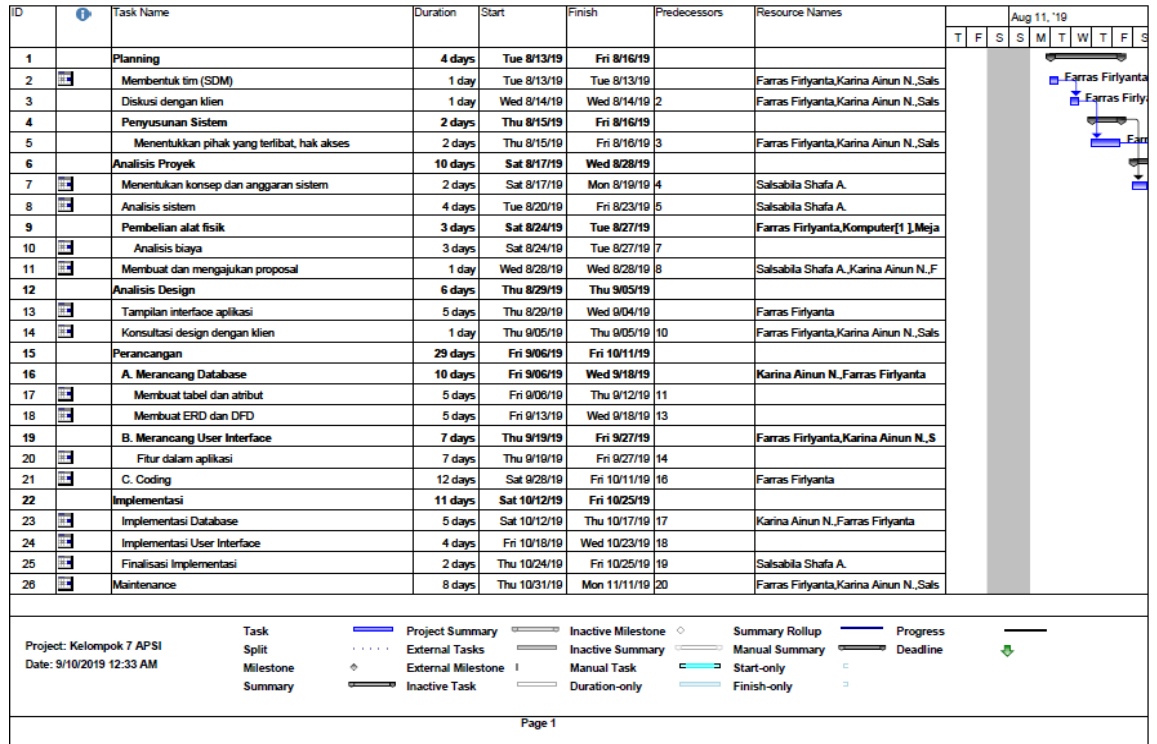 ID Task Name Duration Start Finish Predecessors Resource Names Aug 11, '19
T F S S M T W T F S
1 Planning 4 days Tue 8/13/19 Fri 8/16/19
2 Membentuk tim (SDM) 1 day Tue 8/13/19 Tue 8/13/19 Farras Firlyanta,Karina Ainun N.,Sals Farras Firlyanta
3 Diskusi dengan klien 1 day Wed 8/14/19 Wed 8/14/19 2 Farras Firlyanta,Karina Ainun N.,Sals Farras Firlya
4 Penyusunan Sistem 2 days Thu 8/15/19 Fri 8/16/19
5 Menentukkan pihak yang terlibat, hak akses 2 days Thu 8/15/19 Fri 8/16/19 3 Farras Firlyanta,Karina Ainun N.,Sals Farr
6 Analisis Proyek 10 days Sat 8/17/19 Wed 8/28/19
7 Menentukan konsep dan anggaran sistem 2 days Sat 8/17/19 Mon 8/19/19 4 Salsabila Shafa A.
8 Analisis sistem 4 days Tue 8/20/19 Fri 8/23/19 5 Salsabila Shafa A.
9 Pembelian alat fisik 3 days Sat 8/24/19 Tue 8/27/19 Farras Firlyanta,Komputer[1 ],Meja
10 Analisis biaya 3 days Sat 8/24/19 Tue 8/27/19 7
11 Membuat dan mengajukan proposal 1 day Wed 8/28/19 Wed 8/28/19 8 Salsabila Shafa A.,Karina Ainun N.,F
12 Analisis Design 6 days Thu 8/29/19 Thu 9/05/19
13 Tampilan interface aplikasi 5 days Thu 8/29/19 Wed 9/04/19 Farras Firlyanta
14 Konsultasi design dengan klien 1 day Thu 9/05/19 Thu 9/05/19 10 Farras Firlyanta,Karina Ainun N.,Sals
15 Perancangan 29 days Fri 9/06/19 Fri 10/11/19
16 A. Merancang Database 10 days Fri 9/06/19 Wed 9/18/19 Karina Ainun N.,Farras Firlyanta
17 Membuat tabel dan atribut 5 days Fri 9/06/19 Thu 9/12/19 11
18 Membuat ERD dan DFD 5 days Fri 9/13/19 Wed 9/18/19 13
19 B. Merancang User Interface 7 days Thu 9/19/19 Fri 9/27/19 Farras Firlyanta,Karina Ainun N.,S
20 Fitur dalam aplikasi 7 days Thu 9/19/19 Fri 9/27/19 14
21 C. Coding 12 days Sat 9/28/19 Fri 10/11/19 16 Farras Firlyanta
22 Implementasi 11 days Sat 10/12/19 Fri 10/25/19
23 Implementasi Database 5 days Sat 10/12/19 Thu 10/17/19 17 Karina Ainun N.,Farras Firlyanta
24 Implementasi User Interface 4 days Fri 10/18/19 Wed 10/23/19 18
25 Finalisasi Implementasi 2 days Thu 10/24/19 Fri 10/25/19 19 Salsabila Shafa A.
26 Maintenance 8 days Thu 10/31/19 Mon 11/11/19 20 Farras Firlyanta,Karina Ainun N.,Sals
Project: Kelompok 7 APSI
Date: 9/10/2019 12:33 AM
Task Project Summary Inactive Milestone Summary Rollup Progress
Split External Tasks Inactive Summary Manual Summary Deadline
Milestone External Milestone Manual Task Start-only
Summary Inactive Task Duration-only Finish-only
Page 1